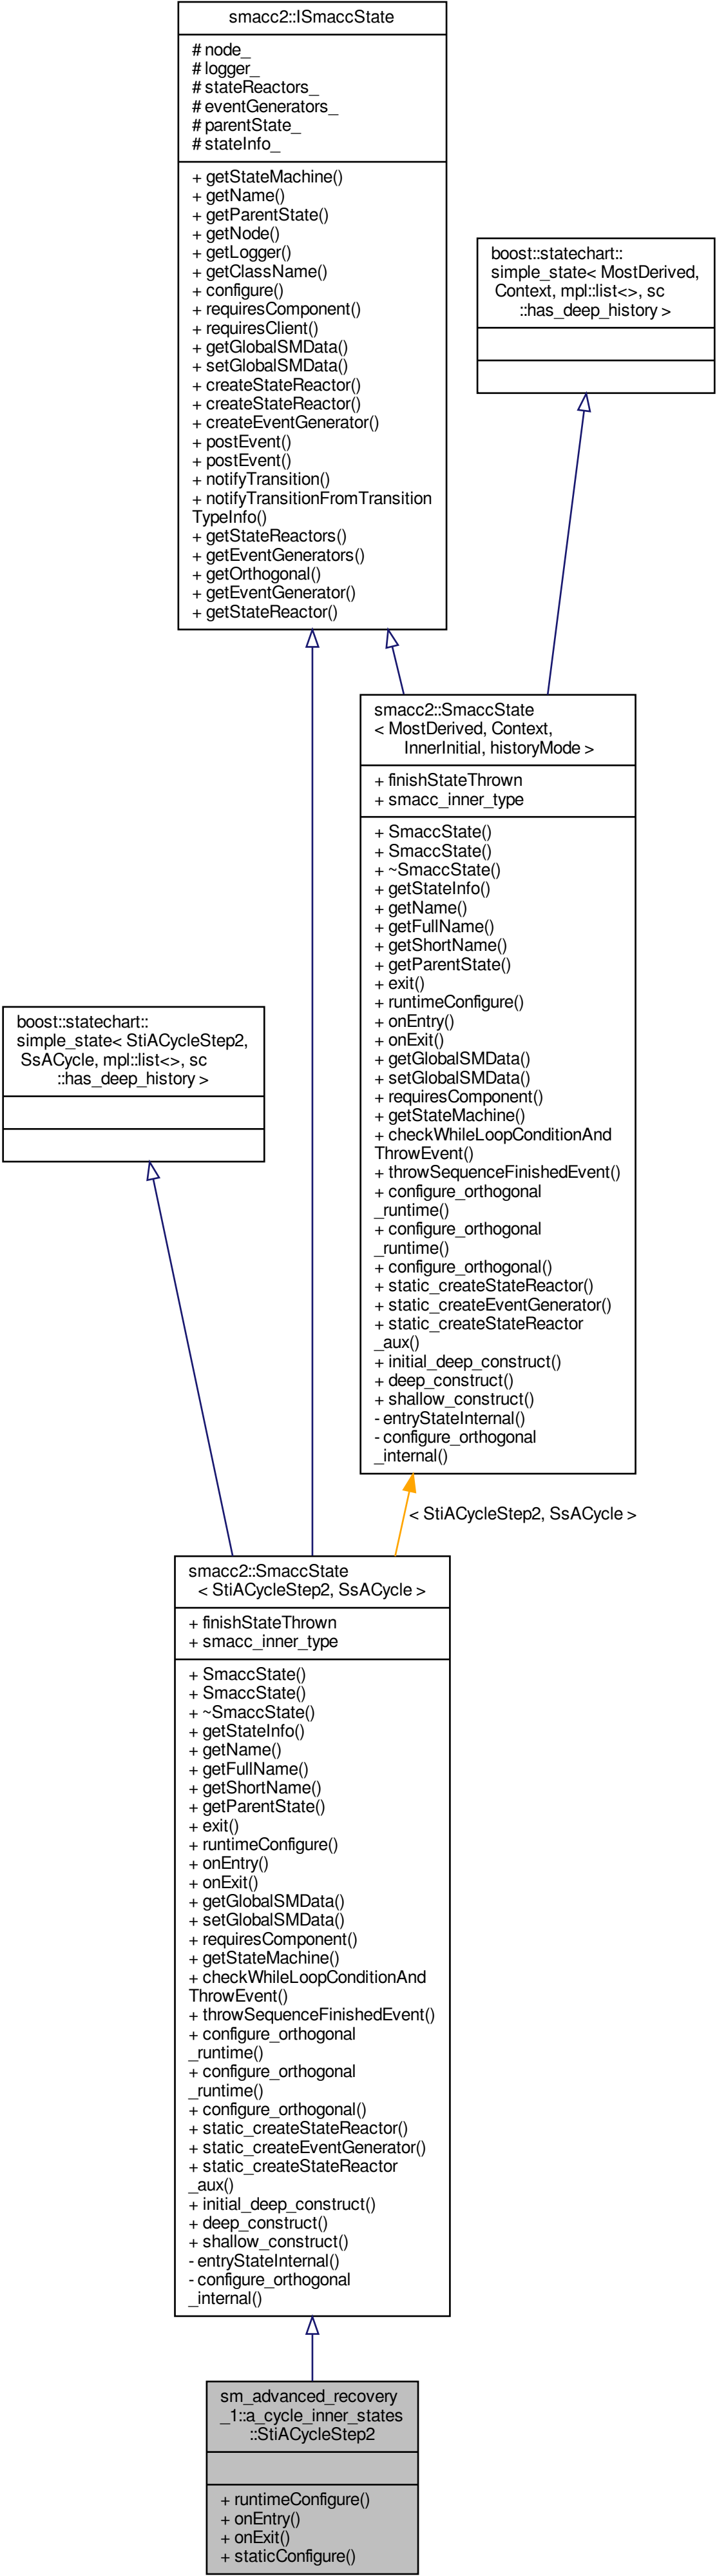 smacc2::ISmaccState
# node_
# logger_
# stateReactors_
# eventGenerators_
# parentState_
# stateInfo_
+ getStateMachine()
+ getName()
+ getParentState()
+ getNode()
+ getLogger()
+ getClassName()
+ configure()
+ requiresComponent()
+ requiresClient()
+ getGlobalSMData()
+ setGlobalSMData()
+ createStateReactor()
+ createStateReactor()
+ createEventGenerator()
+ postEvent()
+ postEvent()
+ notifyTransition()
+ notifyTransitionFromTransition
TypeInfo()
+ getStateReactors()
+ getEventGenerators()
+ getOrthogonal()
+ getEventGenerator()
+ getStateReactor()
boost::statechart::
simple_state< MostDerived,
Context, mpl::list<>, sc
::has_deep_history >
smacc2::SmaccState
< MostDerived, Context,
InnerInitial, historyMode >
+ finishStateThrown
+ smacc_inner_type
+ SmaccState()
+ SmaccState()
+ ~SmaccState()
+ getStateInfo()
+ getName()
+ getFullName()
+ getShortName()
+ getParentState()
+ exit()
+ runtimeConfigure()
+ onEntry()
+ onExit()
+ getGlobalSMData()
+ setGlobalSMData()
+ requiresComponent()
+ getStateMachine()
+ checkWhileLoopConditionAnd
ThrowEvent()
+ throwSequenceFinishedEvent()
+ configure_orthogonal
_runtime()
+ configure_orthogonal
_runtime()
+ configure_orthogonal()
+ static_createStateReactor()
+ static_createEventGenerator()
+ static_createStateReactor
_aux()
+ initial_deep_construct()
+ deep_construct()
+ shallow_construct()
- entryStateInternal()
- configure_orthogonal
_internal()
boost::statechart::
simple_state< StiACycleStep2,
SsACycle, mpl::list<>, sc
::has_deep_history >
< StiACycleStep2, SsACycle >
smacc2::SmaccState
< StiACycleStep2, SsACycle >
+ finishStateThrown
+ smacc_inner_type
+ SmaccState()
+ SmaccState()
+ ~SmaccState()
+ getStateInfo()
+ getName()
+ getFullName()
+ getShortName()
+ getParentState()
+ exit()
+ runtimeConfigure()
+ onEntry()
+ onExit()
+ getGlobalSMData()
+ setGlobalSMData()
+ requiresComponent()
+ getStateMachine()
+ checkWhileLoopConditionAnd
ThrowEvent()
+ throwSequenceFinishedEvent()
+ configure_orthogonal
_runtime()
+ configure_orthogonal
_runtime()
+ configure_orthogonal()
+ static_createStateReactor()
+ static_createEventGenerator()
+ static_createStateReactor
_aux()
+ initial_deep_construct()
+ deep_construct()
+ shallow_construct()
- entryStateInternal()
- configure_orthogonal
_internal()
sm_advanced_recovery
_1::a_cycle_inner_states
::StiACycleStep2
+ runtimeConfigure()
+ onEntry()
+ onExit()
+ staticConfigure()